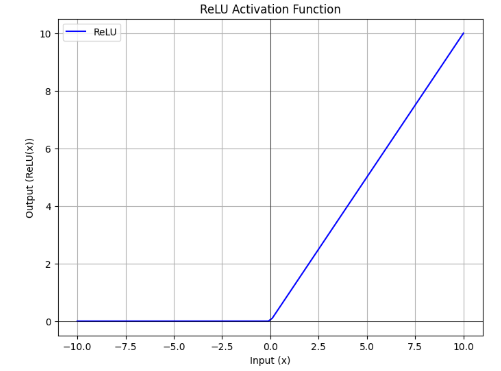 ReLU Activation Function
ReLU
10
8
6
4
2
0
Output (ReLU(x))
−10.0 −7.5 −5.0 −2.5 0.0 2.5 5.0 7.5 10.0
Input (x)